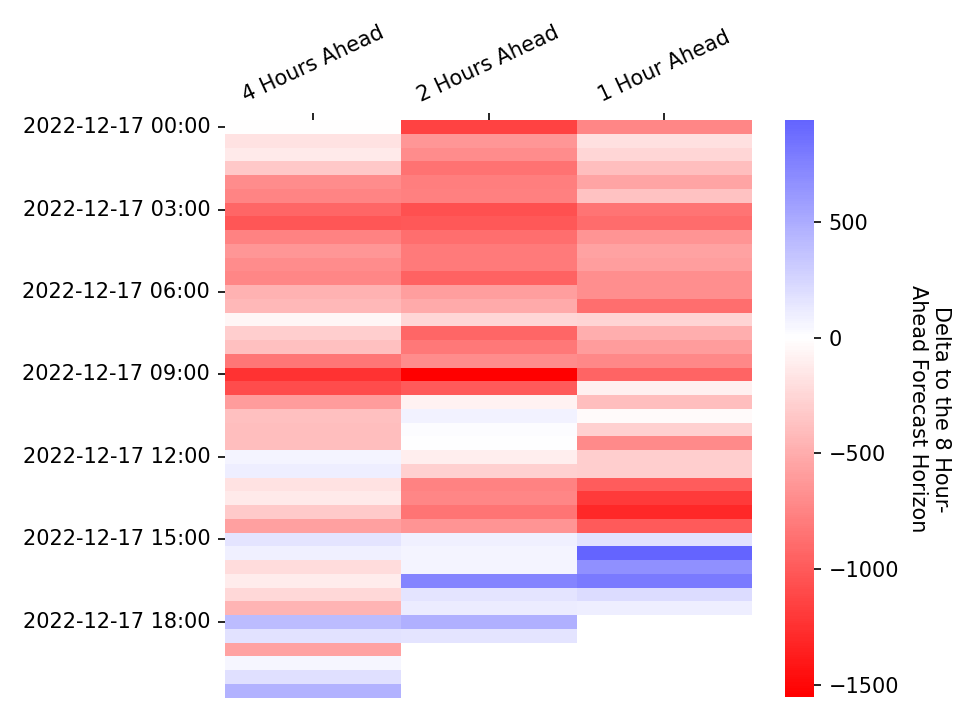 4 Hours Ahead
2 Hours Ahead
1 Hour Ahead
2022-12-17 00:00
2022-12-17 03:00
2022-12-17 06:00
2022-12-17 09:00
2022-12-17 12:00
2022-12-17 15:00
2022-12-17 18:00
500
0
−500
−1000
−1500
Delta to the 8 Hour-
Ahead Forecast Horizon